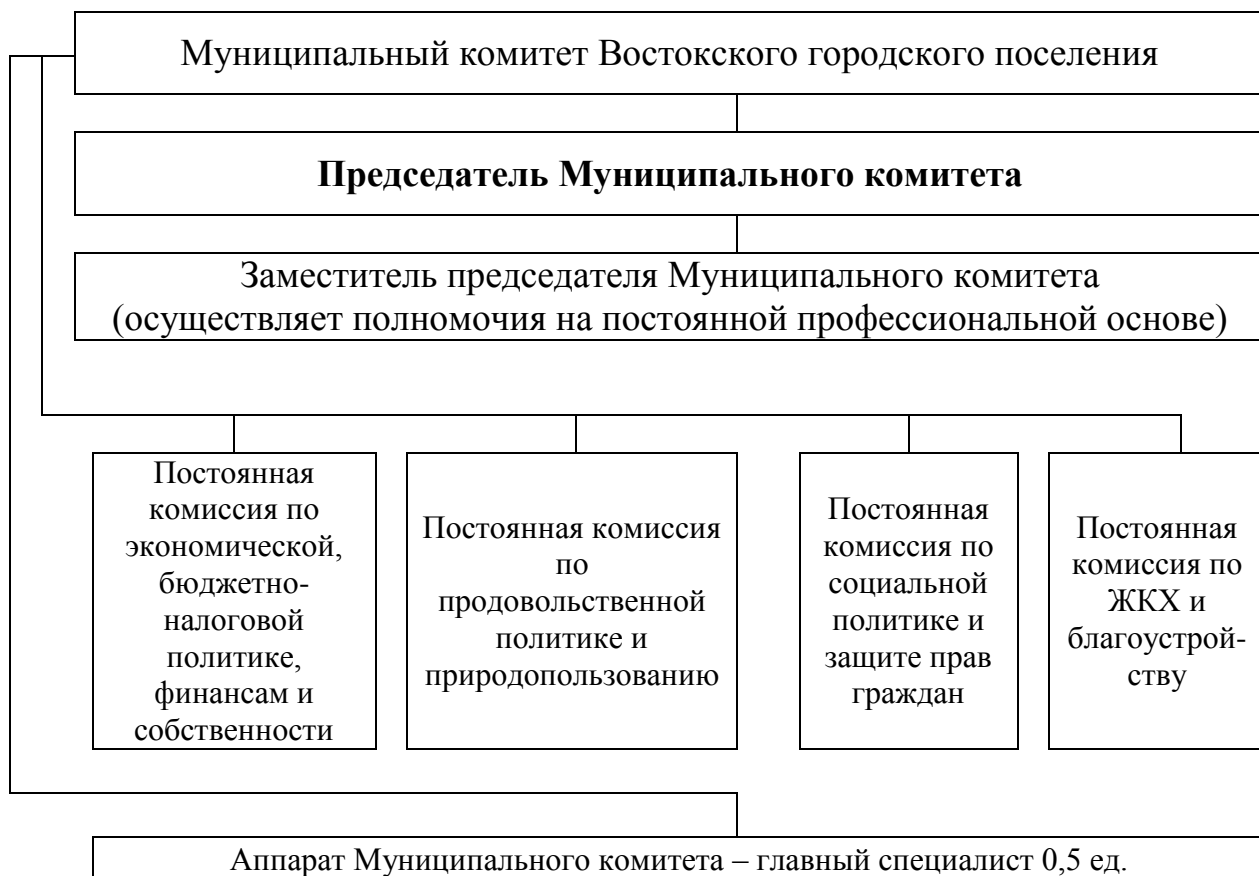 Муниципальный комитет Востокского городского поселения
Председатель Муниципального комитета
Заместитель председателя Муниципального комитета
(осуществляет полномочия на постоянной профессиональной основе)
Постоянная
комиссия по
экономической,
бюджетно-
налоговой
политике,
финансам и
собственности
Постоянная комиссия
по
продовольственной
политике и
природопользованию
Постоянная
комиссия по
социальной
политике и
защите прав
граждан
Постоянная
комиссия по
ЖКХ и
благоустрой-
ству
Аппарат Муниципального комитета – главный специалист 0,5 ед.